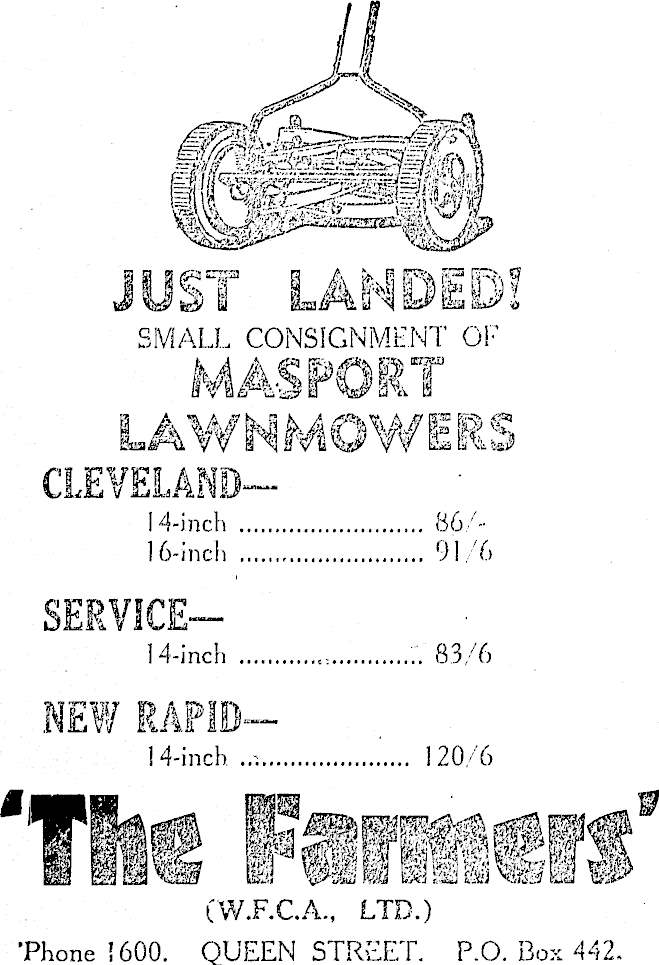 JUST LANDED!
SMALL CONSIGNMENT OF
MASPORT
LAWNMOWERS
CLEVELAND—
14-inch .......................... 86/-
16-inch .......................... 91/6
SERVICE—
14-inch .......................... 83/6
NEW RAPID—
14-inch ........................ 120/6
'The Farmers'
(W.F.C.A., LTD.)
'Phone 1600. QUEEN STREET. P.O. Box 442.